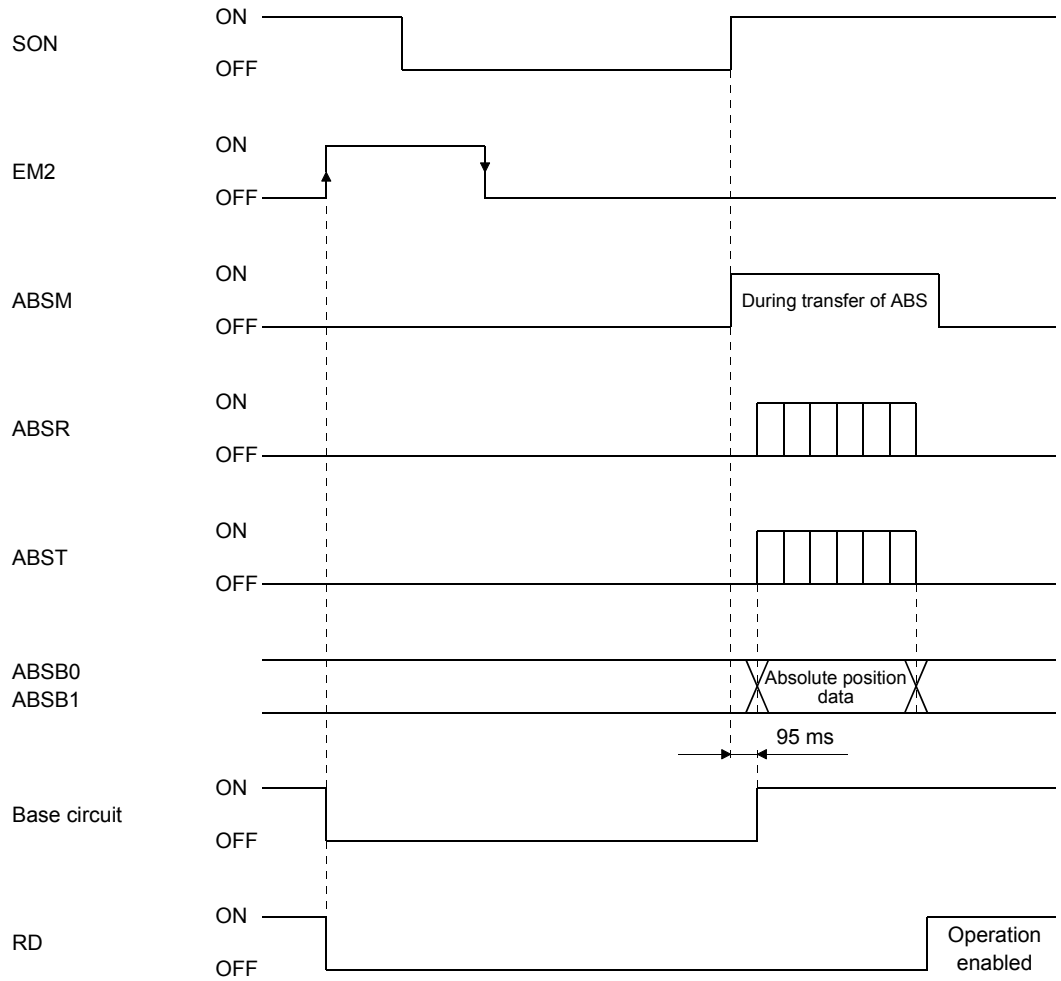 ON
SON
OFF
ON
EM2
OFF
ON
ABSM
During transfer of ABS
OFF
ON
ABSR
OFF
ON
ABST
OFF
ABSB0
ABSB1
Absolute position
data
95 ms
ON
Base circuit
OFF
ON
RD
OFF
Operation
enabled